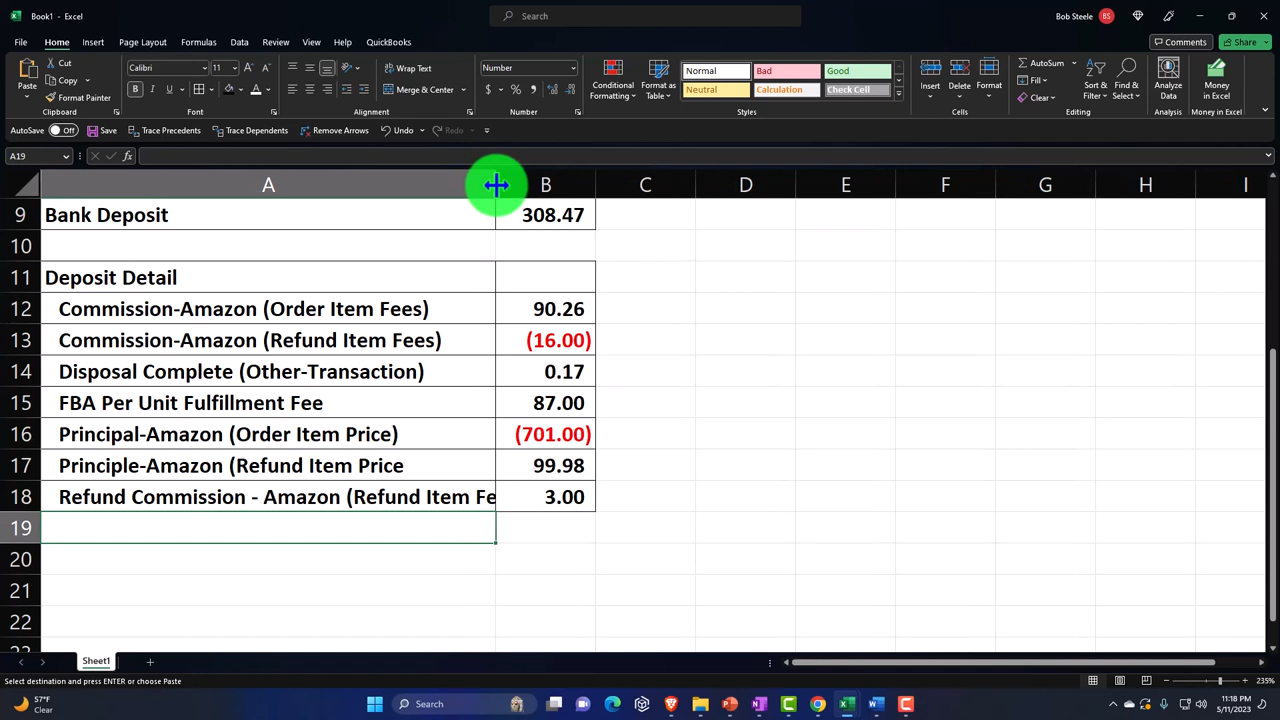 Book1 - Excel
Search
Bob Steele
BS
File
Home
Insert
Page Layout
Formulas
Data
Review
View
Help
QuickBooks
Comments
Share
Paste
Cut
Copy
Format Painter
Clipboard
Calibri
11
B
I
U
Font
Wrap Text
Merge & Center
Alignment
Number
$
%
Number
Conditional Formatting
Format as Table
Normal
Bad
Good
Neutral
Calculation
Check Cell
Styles
Insert
Delete
Format
Cells
AutoSum
Fill
Clear
Sort & Filter
Find & Select
Editing
Analyze Data
Analysis
Money in Excel
Money in Excel
AutoSave
Off
Save
Trace Precedents
Trace Dependents
Remove Arrows
Undo
Redo
A19
fx
A B C D E F G H I
9 Bank Deposit 308.47
10
11 Deposit Detail
12 Commission-Amazon (Order Item Fees) 90.26
13 Commission-Amazon (Refund Item Fees) (16.00)
14 Disposal Complete (Other-Transaction) 0.17
15 FBA Per Unit Fulfillment Fee 87.00
16 Principal-Amazon (Order Item Price) (701.00)
17 Principle-Amazon (Refund Item Price 99.98
18 Refund Commission - Amazon (Refund Item Fe 3.00
19
20
21
22
23
Sheet1
Select destination and press ENTER or choose Paste
235%
57°F
Clear
Search
11:18 PM
5/11/2023